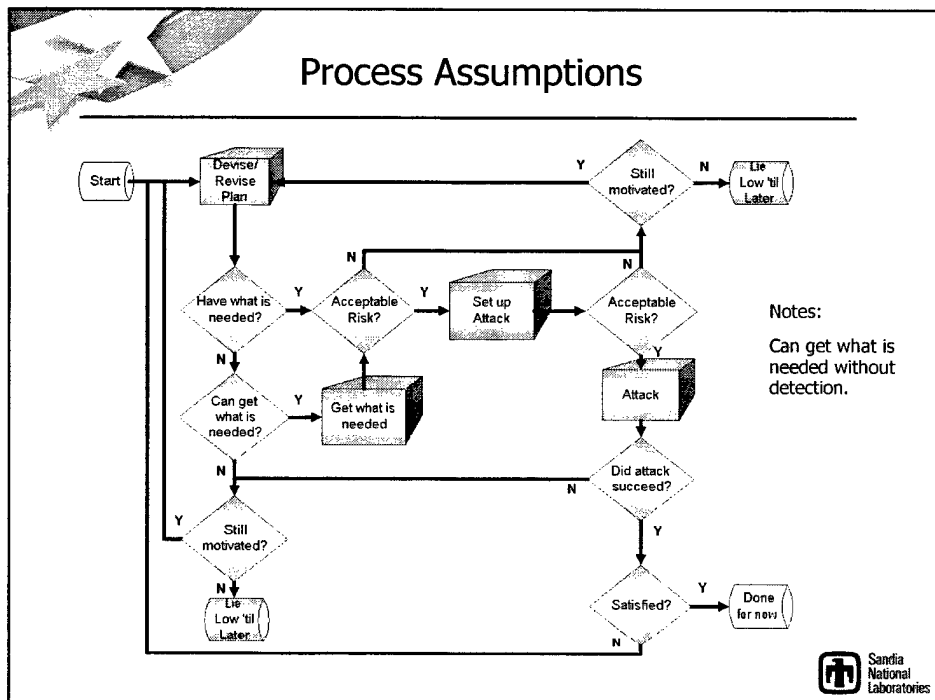 Process Assumptions
Start
Devise/
Revise
Plan
Y
Still
motivated?
N
Lie
Low 'til
Later
N
N
Have what is
needed?
Y
Acceptable
Risk?
Y
Set up
Attack
Acceptable
Risk?
Notes:
Can get what is
needed without
detection.
N
Y
Can get
what is
needed?
Y
Get what is
needed
Attack
N
Did attack
succeed?
N
Y
Still
motivated?
Y
N
Lie
Low 'til
Later
Satisfied?
Y
Done
for now
N
Sandia
National
Laboratories